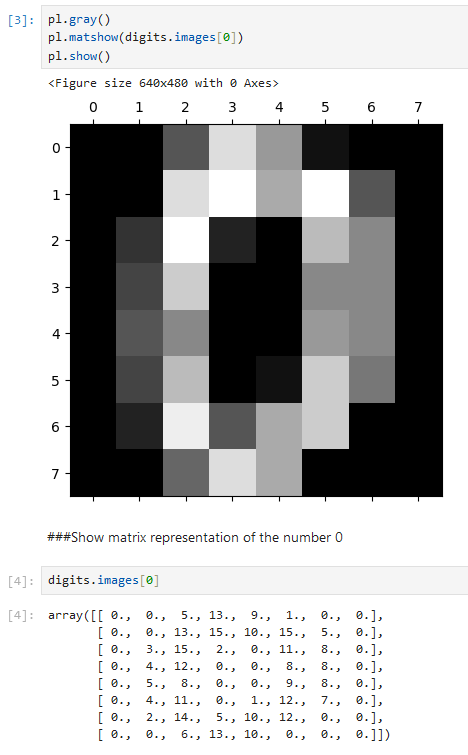 [3]: pl.gray()
pl.matshow(digits.images[0])
pl.show()
<Figure size 640x480 with 0 Axes>
0 1 2 3 4 5 6 7
0
1
2
3
4
5
6
7
###Show matrix representation of the number 0
[4]: digits.images[0]
[4]: array([[ 0., 0., 5., 13., 9., 1., 0., 0.],
[ 0., 0., 13., 15., 10., 15., 5., 0.],
[ 0., 3., 15., 2., 0., 11., 8., 0.],
[ 0., 4., 12., 0., 0., 8., 8., 0.],
[ 0., 5., 8., 0., 0., 9., 8., 0.],
[ 0., 4., 11., 0., 1., 12., 7., 0.],
[ 0., 2., 14., 5., 10., 12., 0., 0.],
[ 0., 0., 6., 13., 10., 0., 0., 0.]])